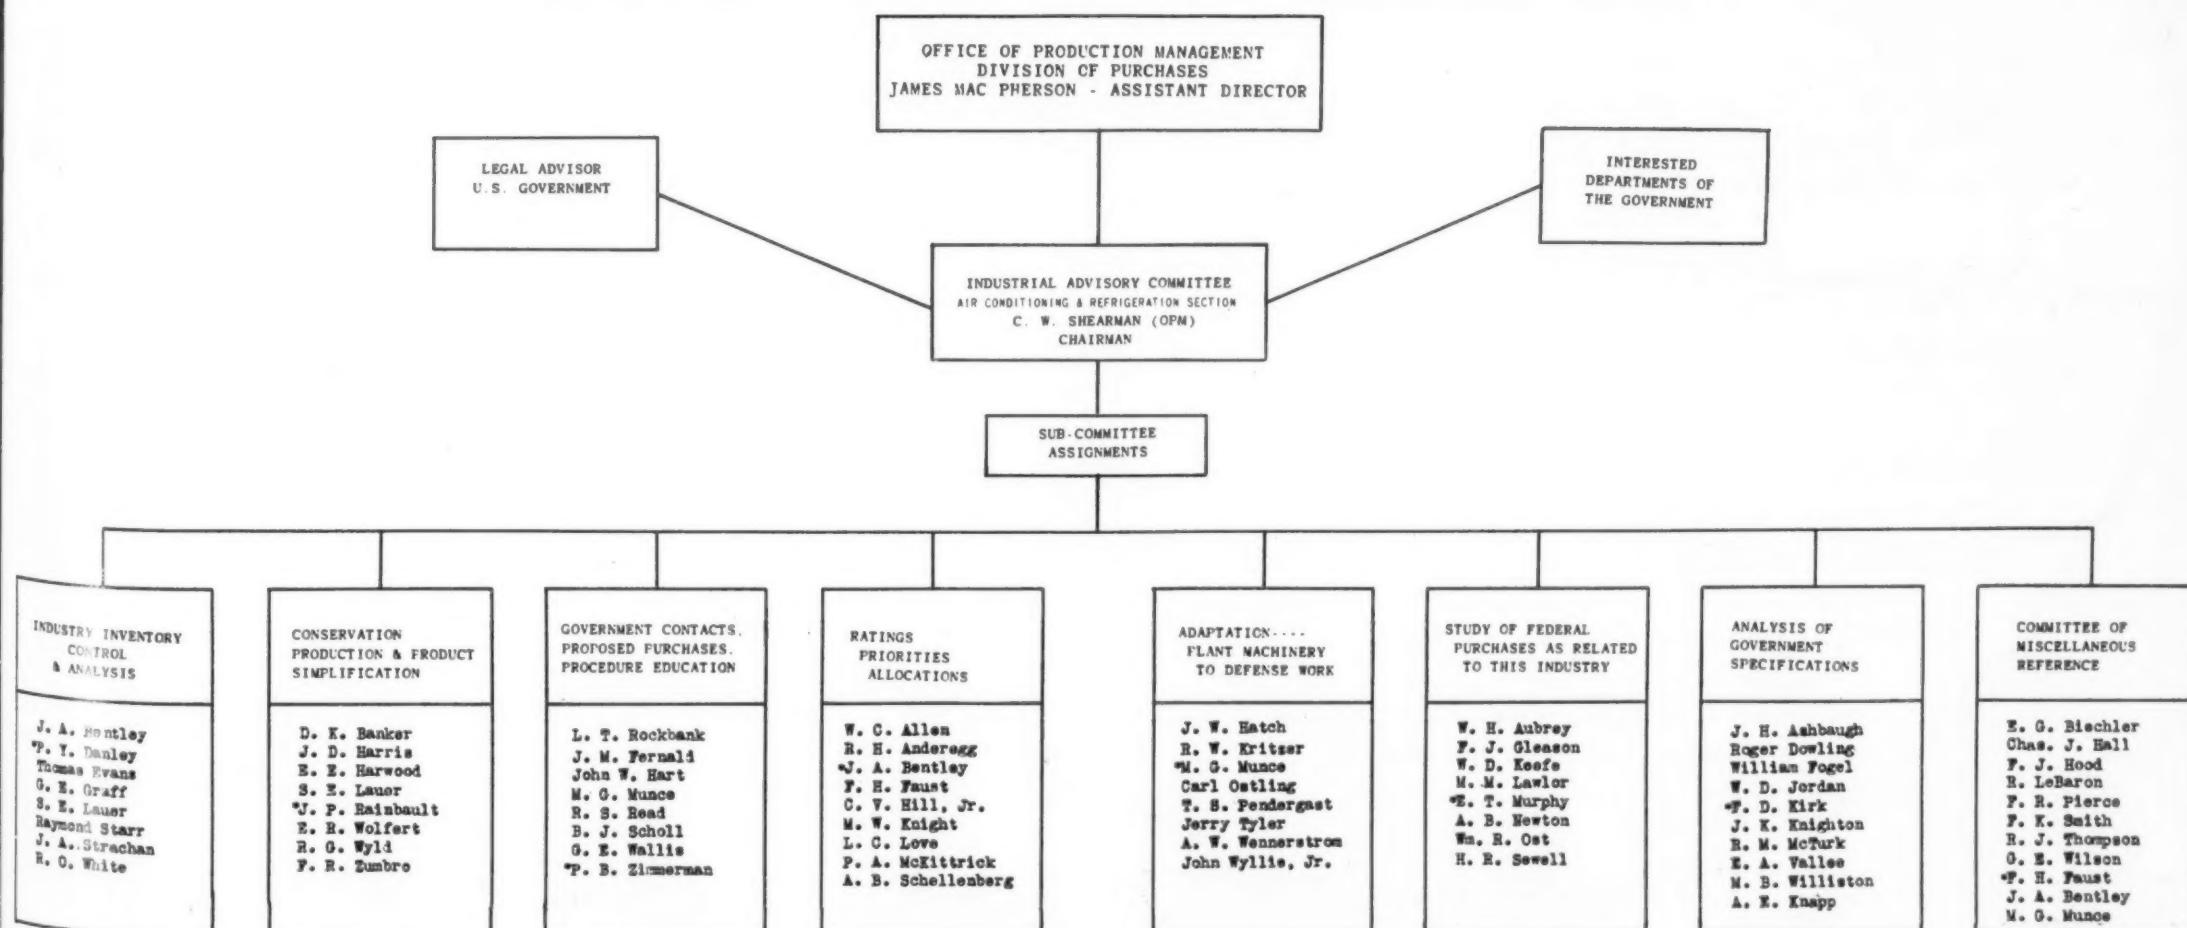 OFFICE OF PRODUCTION MANAGEMENT
DIVISION OF PURCHASES
JAMES MAC PHERSON - ASSISTANT DIRECTOR
LEGAL ADVISOR
U.S. GOVERNMENT
INTERESTED
DEPARTMENTS OF
THE GOVERNMENT
INDUSTRIAL ADVISORY COMMITTEE
AIR CONDITIONING & REFRIGERATION SECTION
C. W. SHEARMAN (OPM)
CHAIRMAN
SUB-COMMITTEE
ASSIGNMENTS
INDUSTRY INVENTORY
CONTROL
& ANALYSIS
J. A. Bentley
*P. Y. Danley
Thomas Evans
G. E. Graff
S. E. Lauer
Raymond Starr
J. A. Strachan
R. O. White
CONSERVATION
PRODUCTION & PRODUCT
SIMPLIFICATION
D. K. Banker
J. D. Harris
E. E. Harwood
S. E. Lauer
*J. P. Rainbault
E. R. Wolfert
R. G. Wyld
F. R. Zumbro
GOVERNMENT CONTACTS.
PROPOSED PURCHASES.
PROCEDURE EDUCATION
L. T. Rockbank
J. M. Fernald
John W. Hart
M. G. Munce
R. S. Read
B. J. Scholl
G. E. Wallis
*P. B. Zimmerman
RATINGS
PRIORITIES
ALLOCATIONS
W. C. Allen
R. H. Anderegg
*J. A. Bentley
F. H. Faust
C. V. Hill, Jr.
M. W. Knight
L. C. Love
P. A. McKittrick
A. B. Schellenberg
ADAPTATION----
PLANT MACHINERY
TO DEFENSE WORK
J. W. Hatch
R. W. Kritzer
*M. G. Munce
Carl Ostling
T. S. Pendergast
Jerry Tyler
A. W. Wennerstrom
John Wyllie, Jr.
STUDY OF FEDERAL
PURCHASES AS RELATED
TO THIS INDUSTRY
W. H. Aubrey
F. J. Gleason
W. D. Keefe
M. M. Lawlor
*E. T. Murphy
A. B. Newton
Wm. R. Ost
H. R. Sewell
ANALYSIS OF
GOVERNMENT
SPECIFICATIONS
J. H. Ashbaugh
Roger Dowling
William Fogel
W. D. Jordan
*F. D. Kirk
J. K. Knighton
R. M. McTurk
E. A. Vallee
M. B. Williston
A. E. Knapp
COMMITTEE OF
MISCELLANEOUS
REFERENCE
E. G. Biechler
Chas. J. Hall
F. J. Hood
R. LeBaron
F. R. Pierce
F. K. Smith
R. J. Thompson
G. E. Wilson
*F. H. Faust
J. A. Bentley
M. G. Munce